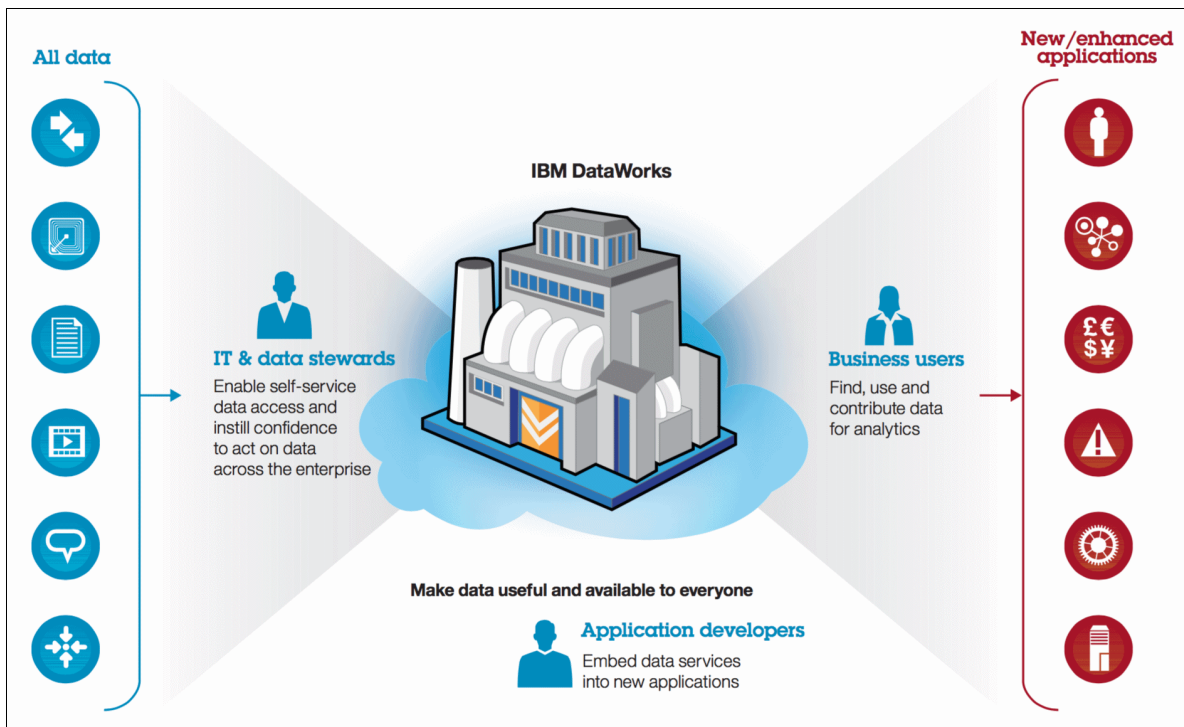 All data
New/enhanced
applications
IBM DataWorks
IT & data stewards
Enable self-service
data access and
instill confidence
to act on data
across the enterprise
Business users
Find, use and
contribute data
for analytics
£€
$¥
Make data useful and available to everyone
Application developers
Embed data services
into new applications